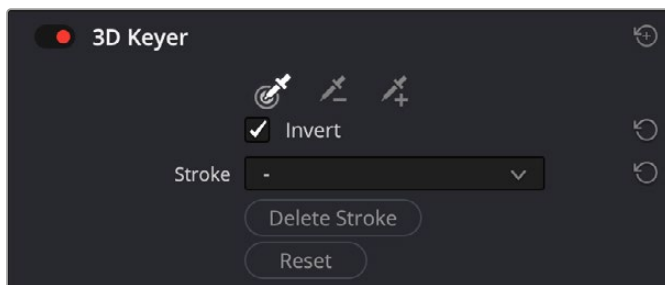 3D Keyer
Invert
Stroke -
Delete Stroke
Reset